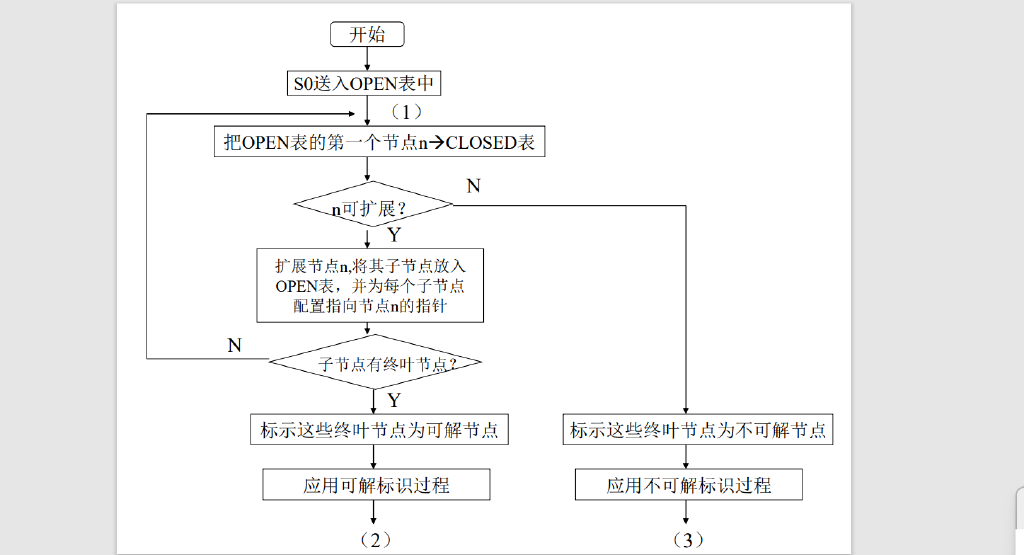 开始
S0送入OPEN表中
（1）
把OPEN表的第一个节点n→CLOSED表
n可扩展？
N
Y
扩展节点n,将其子节点放入
OPEN表，并为每个子节点
配置指向节点n的指针
N
子节点有终叶节点？
Y
标示这些终叶节点为可解节点
标示这些终叶节点为不可解节点
应用可解标识过程
应用不可解标识过程
（2）
（3）